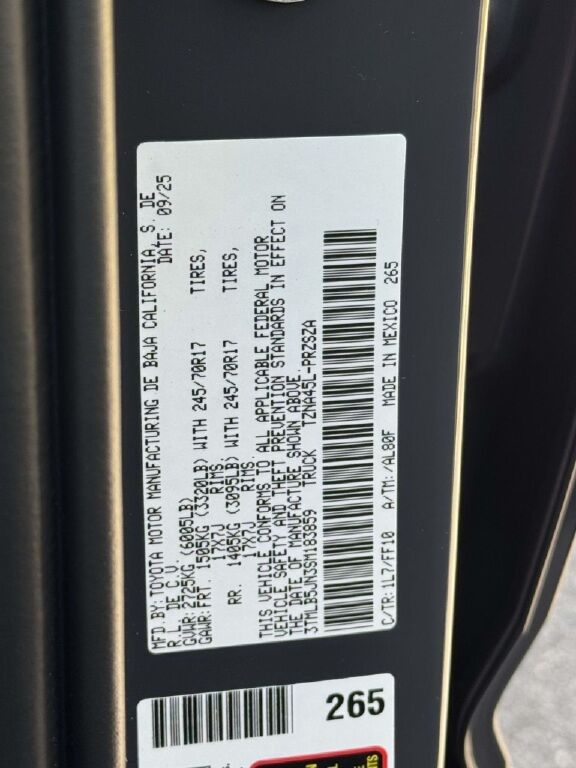 MFD.BY:TOYOTA MOTOR MANUFACTURING DE BAJA CALIFORNIA, S. DE
R.L. DE C.V. DATE: 09/25
GVWR:2725KG (6005LB)
GAWR:FRT. 1505KG (3320LB) WITH 245/70R17 TIRES,
17X7J RIMS
RR. 1405KG (3095LB) WITH 245/70R17 TIRES,
17X7J RIMS
THIS VEHICLE CONFORMS TO ALL APPLICABLE FEDERAL MOTOR
VEHICLE SAFETY AND THEFT PREVENTION STANDARDS IN EFFECT ON
THE DATE OF MANUFACTURE SHOWN ABOVE.
3TMLB5JN3SM183859 TRUCK TZNA45L-PRZSZA
C/TR:1L7/FF10 A/TM:/AL80F MADE IN MEXICO 265
265